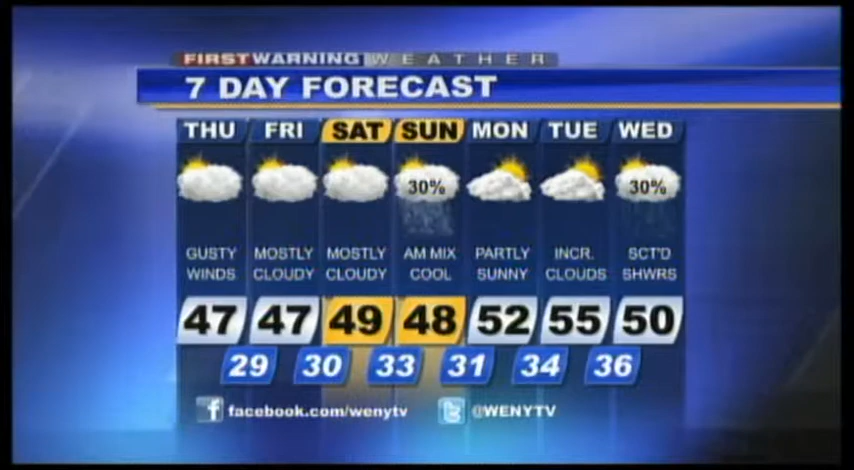 FIRST WARNING WEATHER
7 DAY FORECAST
THU FRI SAT SUN MON TUE WED
30% 30%
GUSTY MOSTLY MOSTLY AM MIX PARTLY INCR. SCT'D
WINDS CLOUDY CLOUDY COOL SUNNY CLOUDS SHWRS
47 47 49 48 52 55 50
29 30 33 31 34 36
facebook.com/wenytv @WENYTV